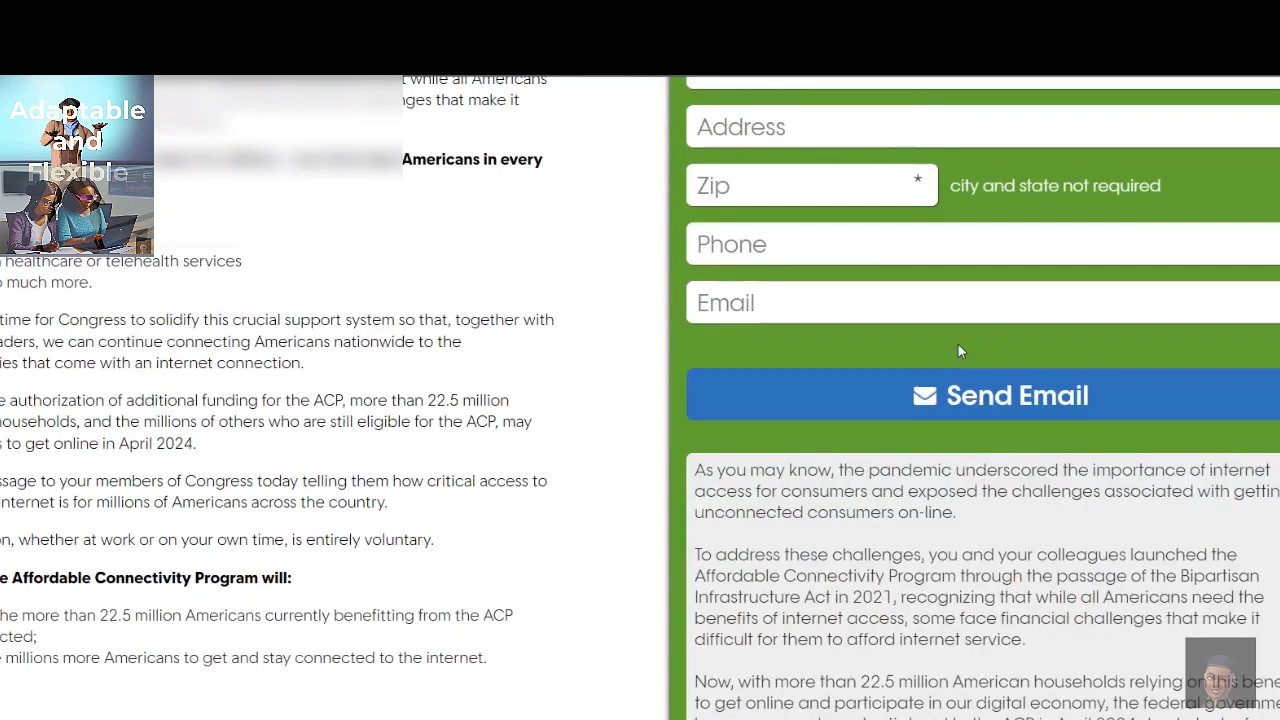 Adaptable
and
Flexible
while all Americans
nges that make it
Americans in every
healthcare or telehealth services
much more.
time for Congress to solidify this crucial support system so that, together with
aders, we can continue connecting Americans nationwide to the
ies that come with an internet connection.
e authorization of additional funding for the ACP, more than 22.5 million
households, and the millions of others who are still eligible for the ACP, may
s to get online in April 2024.
ssage to your members of Congress today telling them how critical access to
Internet is for millions of Americans across the country.
on, whether at work or on your own time, is entirely voluntary.
e Affordable Connectivity Program will:
he more than 22.5 million Americans currently benefitting from the ACP
cted;
e millions more Americans to get and stay connected to the internet.
Address
Zip * city and state not required
Phone
Email
Send Email
As you may know, the pandemic underscored the importance of internet
access for consumers and exposed the challenges associated with gettin
unconnected consumers on-line.
To address these challenges, you and your colleagues launched the
Affordable Connectivity Program through the passage of the Bipartisan
Infrastructure Act in 2021, recognizing that while all Americans need the
benefits of internet access, some face financial challenges that make it
difficult for them to afford internet service.
Now, with more than 22.5 million American households relying on this bene
to get online and participate in our digital economy, the federal governme